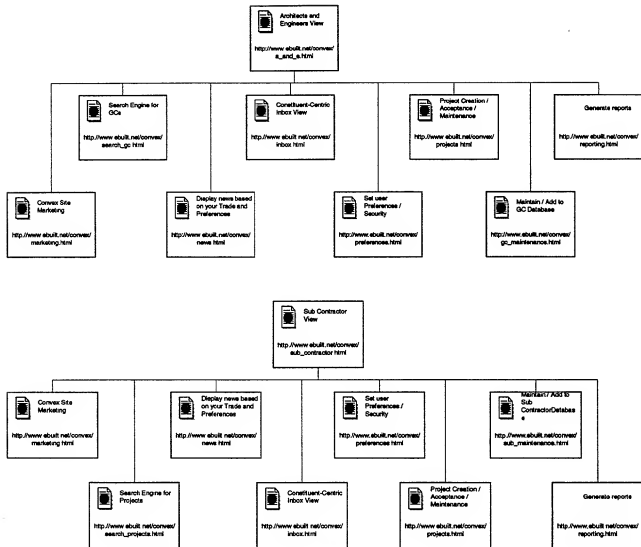 Architects and
Engineers View
http://www ebuilt.net/convex/
a_and_e.html
Search Engine for
GCs
http://www ebuilt.net/convex/
search_gc html
Constituent-Centric
Inbox View
http://www ebuilt.net/convex/
inbox html
Project Creation /
Acceptance /
Maintenance
http://www ebuilt.net/convex/
projects html
Generate reports
http://www ebuilt.net/convex/
reporting.html
Convex Site
Marketing
http://www ebuilt.net/convex/
marketing.html
Display news based
on your Trade and
Preferences
http://www ebuilt.net/convex/
news html
Set user
Preferences /
Security
http://www ebuilt.net/convex/
preferences.html
Maintain / Add to
GC Database
http://www ebuilt.net/convex/
gc_maintenance.html
Sub Contractor
View
http://www ebuilt.net/convex/
sub_contractor html
Convex Site
Marketing
http://www ebuilt.net/convex/
marketing html
Display news based
on your Trade and
Preferences
http://www ebuilt net/convex/
news html
Set user
Preferences /
Security
http://www ebuilt net/convex/
preferences html
Maintain / Add to
Sub
ContractorDatabas
e
http://www.ebuilt.net/convex/
sub_maintenance.html
Search Engine for
Projects
http://www ebuilt net/convex/
search_projects.html
Constituent-Centric
Inbox View
http://www ebuilt net/convex/
inbox.html
Project Creation /
Acceptance /
Maintenance
http://www ebuilt.net/convex/
projects.html
Generate reports
http://www ebuilt.net/convex/
reporting.html